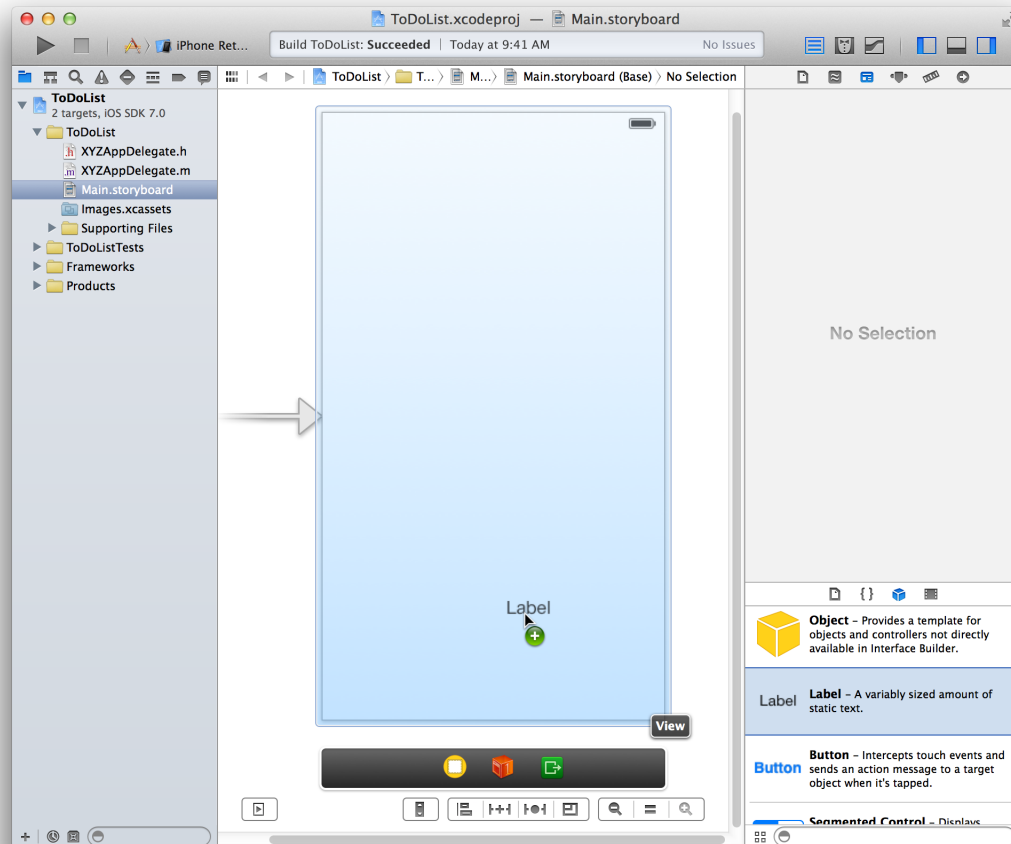 ToDoList.xcodeproj — Main.storyboard
iPhone Ret...
Build ToDoList: Succeeded | Today at 9:41 AM
No Issues
ToDoList
T...
M...
Main.storyboard (Base)
No Selection
ToDoList
2 targets, iOS SDK 7.0
ToDoList
.h XYZAppDelegate.h
.m XYZAppDelegate.m
Main.storyboard
Images.xcassets
Supporting Files
ToDoListTests
Frameworks
Products
No Selection
Label
View
Object – Provides a template for
objects and controllers not directly
available in Interface Builder.
Label
Label – A variably sized amount of
static text.
Button
Button – Intercepts touch events and
sends an action message to a target
object when it's tapped.
Segmented Control – Displays